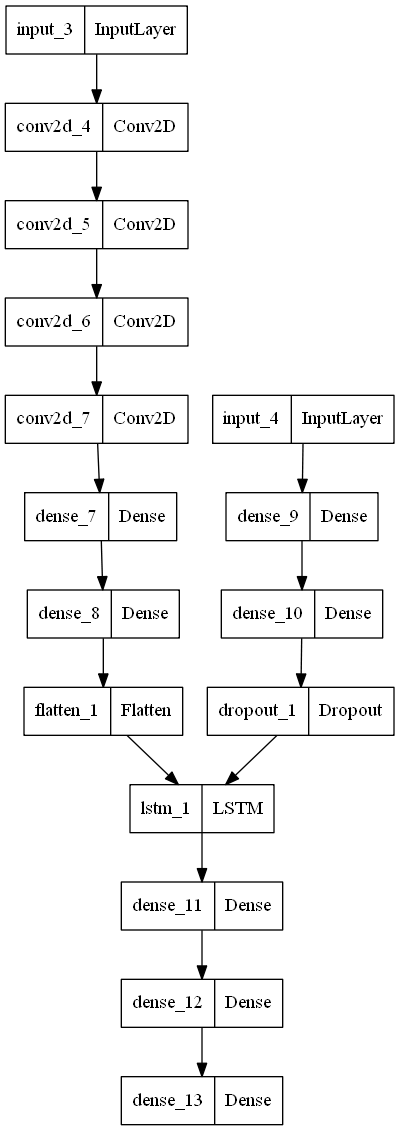 input_3 InputLayer
conv2d_4 Conv2D
conv2d_5 Conv2D
conv2d_6 Conv2D
conv2d_7 Conv2D
input_4 InputLayer
dense_7 Dense
dense_9 Dense
dense_8 Dense
dense_10 Dense
flatten_1 Flatten
dropout_1 Dropout
lstm_1 LSTM
dense_11 Dense
dense_12 Dense
dense_13 Dense